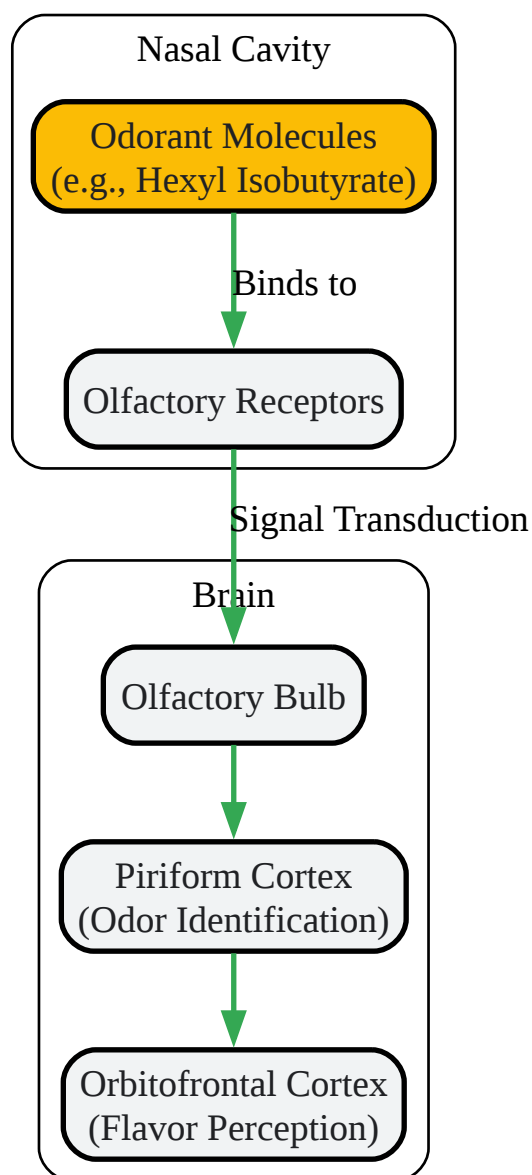 Nasal Cavity
Odorant Molecules
(e.g., Hexyl Isobutyrate)
Binds to
Olfactory Receptors
Signal Transduction
Brain
Olfactory Bulb
Piriform Cortex
(Odor Identification)
Orbitofrontal Cortex
(Flavor Perception)